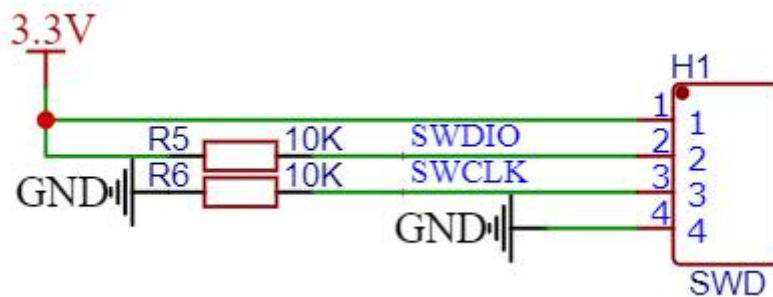 3.3V
H1
1 1
R5 10K SWDIO 2 2
GND R6 10K SWCLK 3 3
GND 4 4
SWD